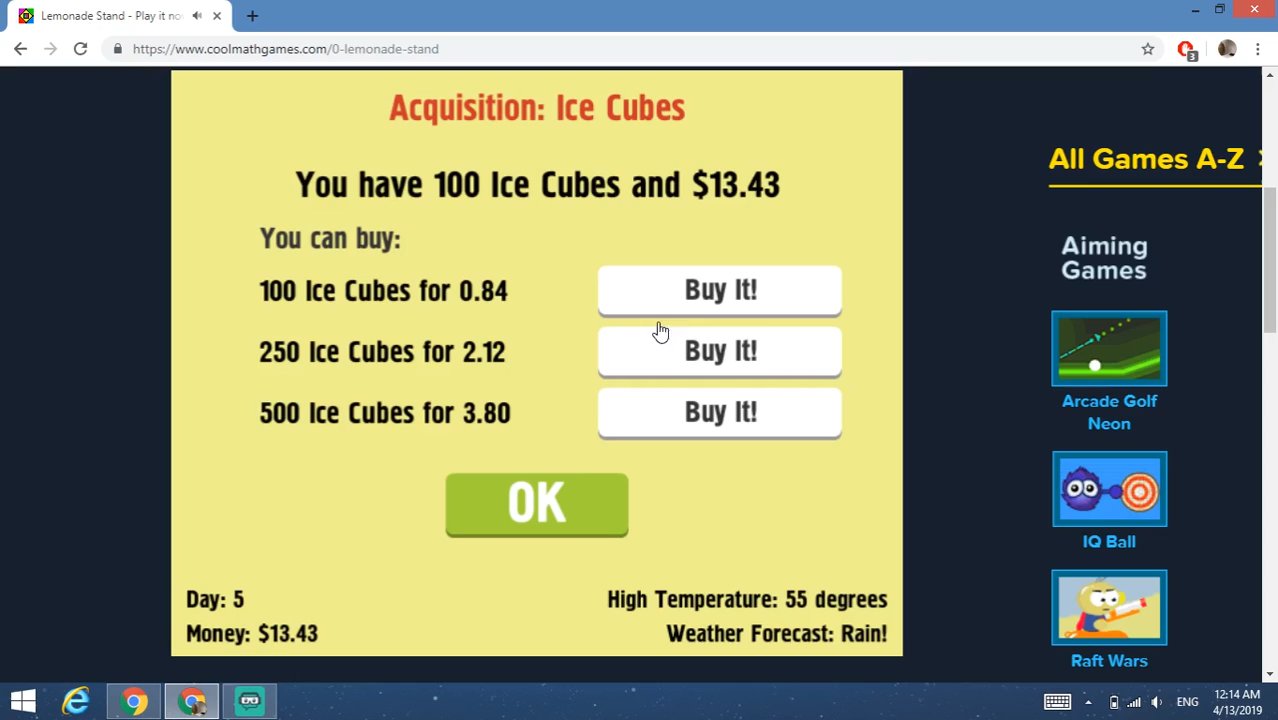 Lemonade Stand - Play it no
https://www.coolmathgames.com/0-lemonade-stand
3
Acquisition: Ice Cubes
You have 100 Ice Cubes and $13.43
You can buy:
100 Ice Cubes for 0.84 Buy It!
250 Ice Cubes for 2.12 Buy It!
500 Ice Cubes for 3.80 Buy It!
OK
Day: 5
High Temperature: 55 degrees
Money: $13.43
Weather Forecast: Rain!
All Games A-Z
Aiming
Games
Arcade Golf
Neon
IQ Ball
Raft Wars
ENG
12:14 AM
4/13/2019